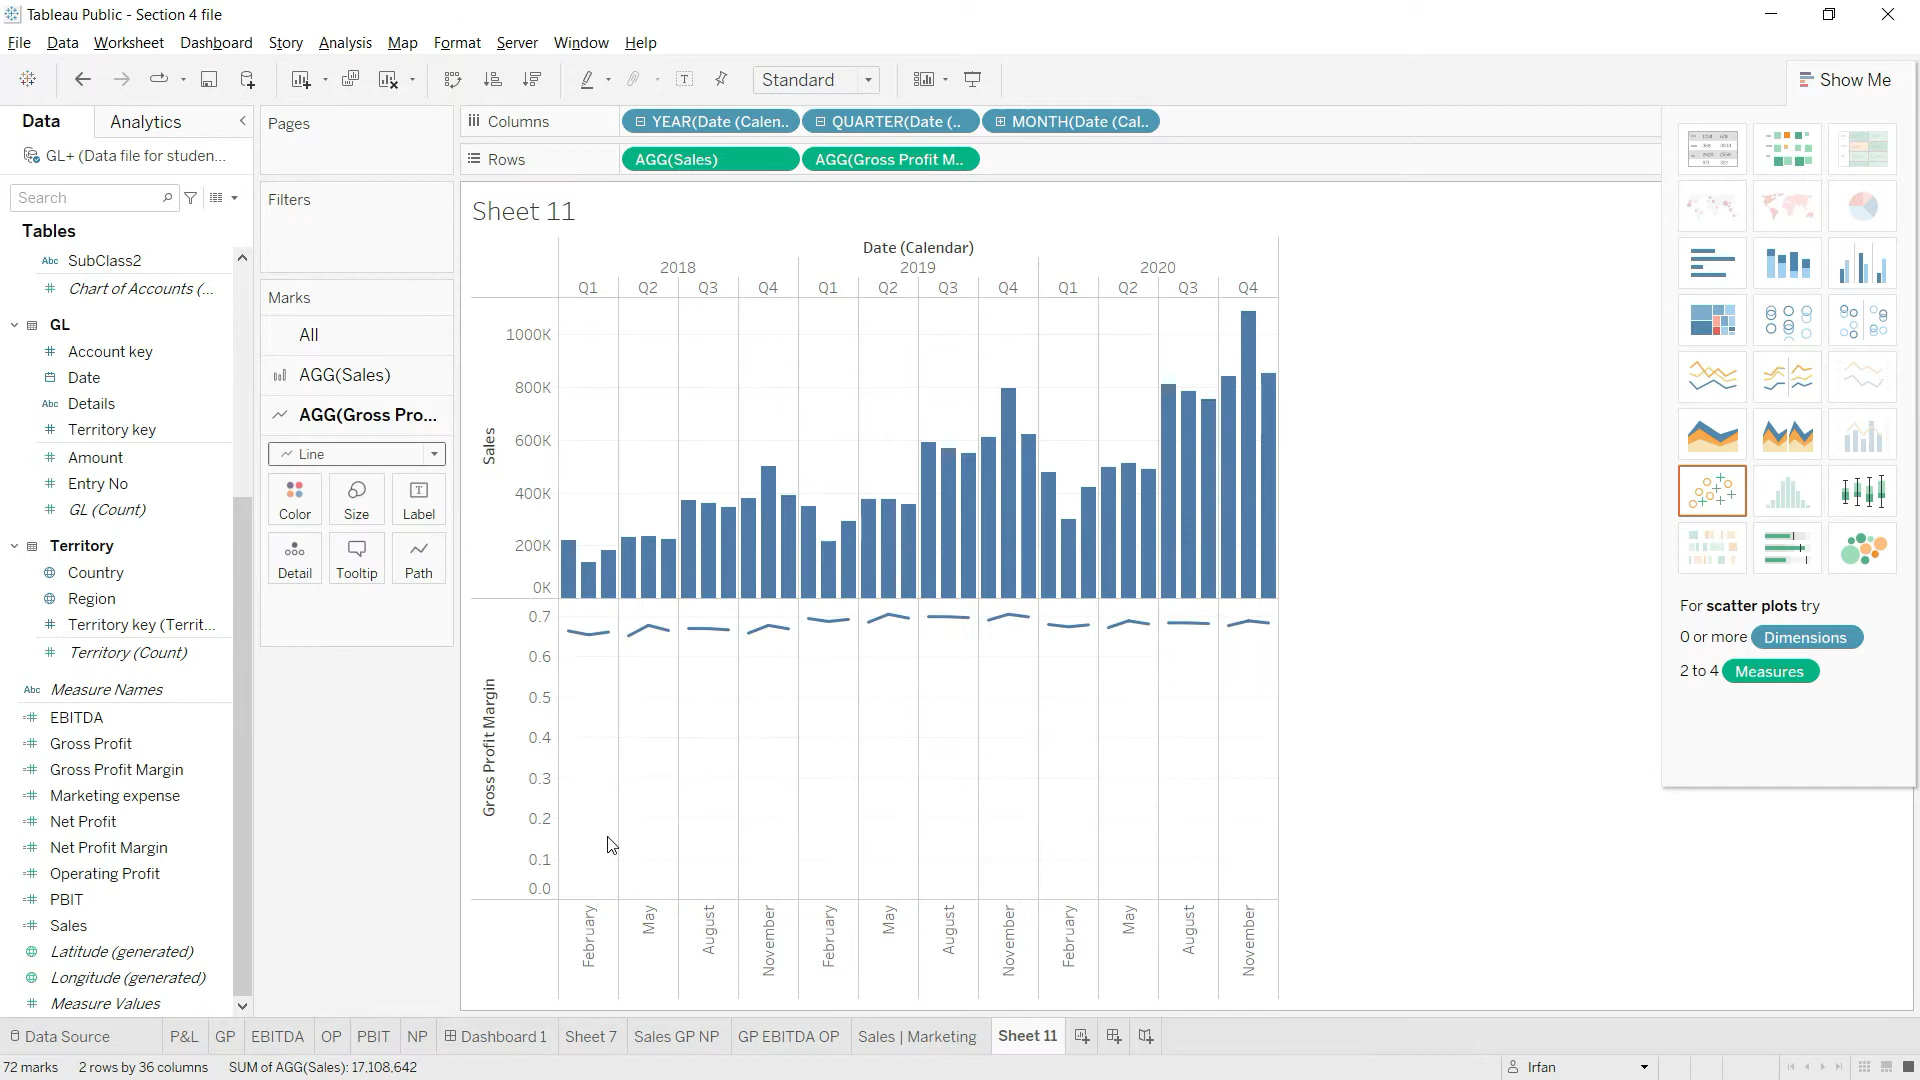 Tableau Public - Section 4 file
File Data Worksheet Dashboard Story Analysis Map Format Server Window Help
Standard
Show Me
Data Analytics
GL+ (Data file for studen...
Search
Tables
Abc SubClass2
Chart of Accounts (...
GL
Account key
Date
Abc Details
Territory key
Amount
Entry No
GL (Count)
Territory
Country
Region
Territory key (Territ...
Territory (Count)
Abc Measure Names
EBITDA
Gross Profit
Gross Profit Margin
Marketing expense
Net Profit
Net Profit Margin
Operating Profit
PBIT
Sales
Latitude (generated)
Longitude (generated)
Measure Values
Pages
Filters
Marks
All
AGG(Sales)
AGG(Gross Pro...
Line
Color Size Label
Detail Tooltip Path
Columns YEAR(Date (Calen.. QUARTER(Date (.. MONTH(Date (Cal..
Rows AGG(Sales) AGG(Gross Profit M..
Sheet 11
Date (Calendar)
2018 2019 2020
Q1 Q2 Q3 Q4 Q1 Q2 Q3 Q4 Q1 Q2 Q3 Q4
Sales
1000K
800K
600K
400K
200K
0K
Gross Profit Margin
0.7
0.6
0.5
0.4
0.3
0.2
0.1
0.0
February May August November February May August November February May August November
For scatter plots try
0 or more Dimensions
2 to 4 Measures
Data Source P&L GP EBITDA OP PBIT NP Dashboard 1 Sheet 7 Sales GP NP GP EBITDA OP Sales | Marketing Sheet 11
72 marks 2 rows by 36 columns SUM of AGG(Sales): 17,108,642 Irfan